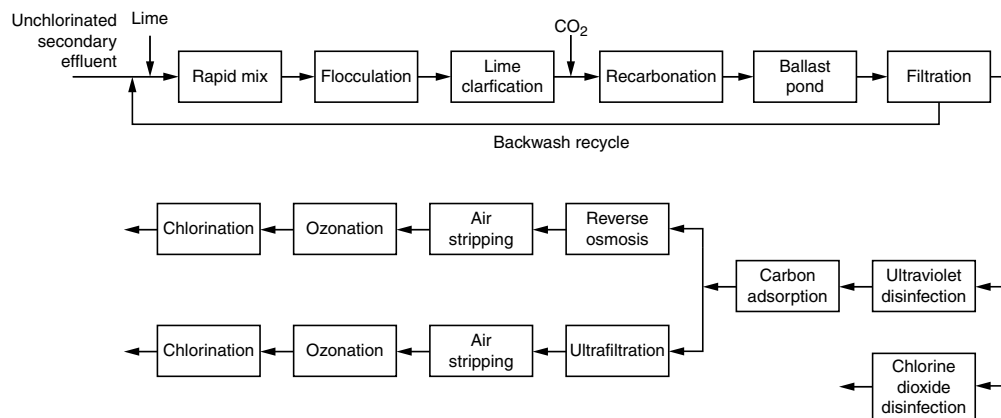 Unchlorinated
secondary
effluent
Lime
CO2
Rapid mix
Flocculation
Lime
clarfication
Recarbonation
Ballast
pond
Filtration
Backwash recycle
Chlorination
Ozonation
Air
stripping
Reverse
osmosis
Carbon
adsorption
Ultraviolet
disinfection
Chlorination
Ozonation
Air
stripping
Ultrafiltration
Chlorine
dioxide
disinfection